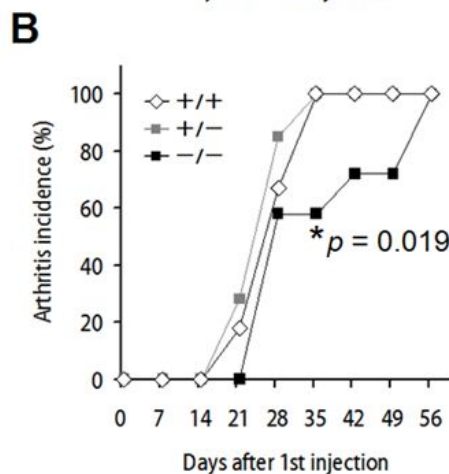 B
Arthritis incidence (%)
100
80
60
40
20
0
+/+
+/−
−/−
*p = 0.019
0 7 14 21 28 35 42 49 56
Days after 1st injection